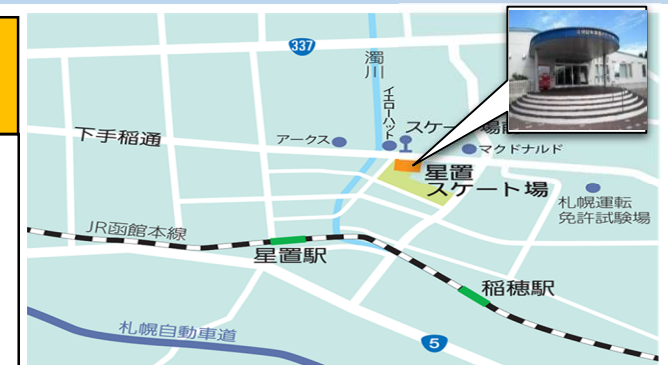 337
濁川
イエローハット
下手稲通
アークス
スケート場前
マクドナルド
星置
スケート場
札幌運転
免許試験場
JR函館本線
星置駅
稲穂駅
札幌自動車道
5